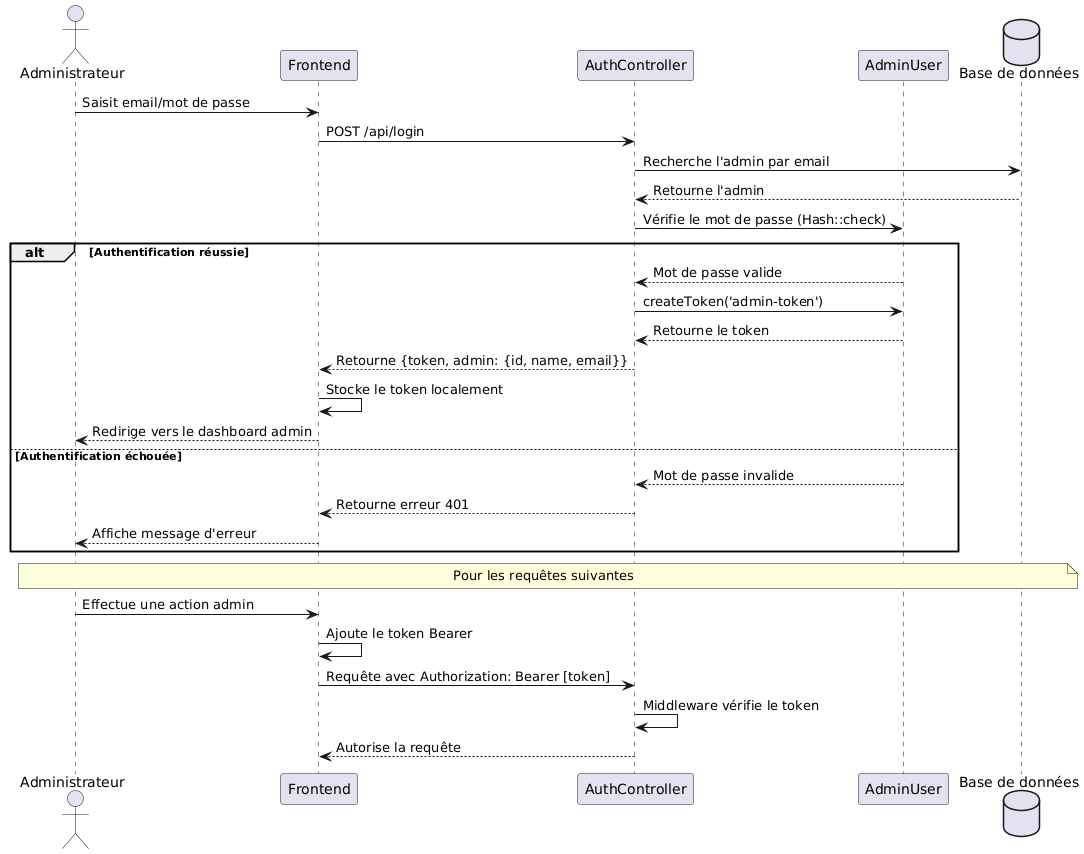 Administrateur
Frontend
AuthController
AdminUser
Base de données
Saisit email/mot de passe
POST /api/login
Recherche l'admin par email
Retourne l'admin
Vérifie le mot de passe (Hash::check)
alt
[Authentification réussie]
Mot de passe valide
createToken('admin-token')
Retourne le token
Retourne {token, admin: {id, name, email}}
Stocke le token localement
Redirige vers le dashboard admin
[Authentification échouée]
Mot de passe invalide
Retourne erreur 401
Affiche message d'erreur
Pour les requêtes suivantes
Effectue une action admin
Ajoute le token Bearer
Requête avec Authorization: Bearer [token]
Middleware vérifie le token
Autorise la requête
Administrateur
Frontend
AuthController
AdminUser
Base de données